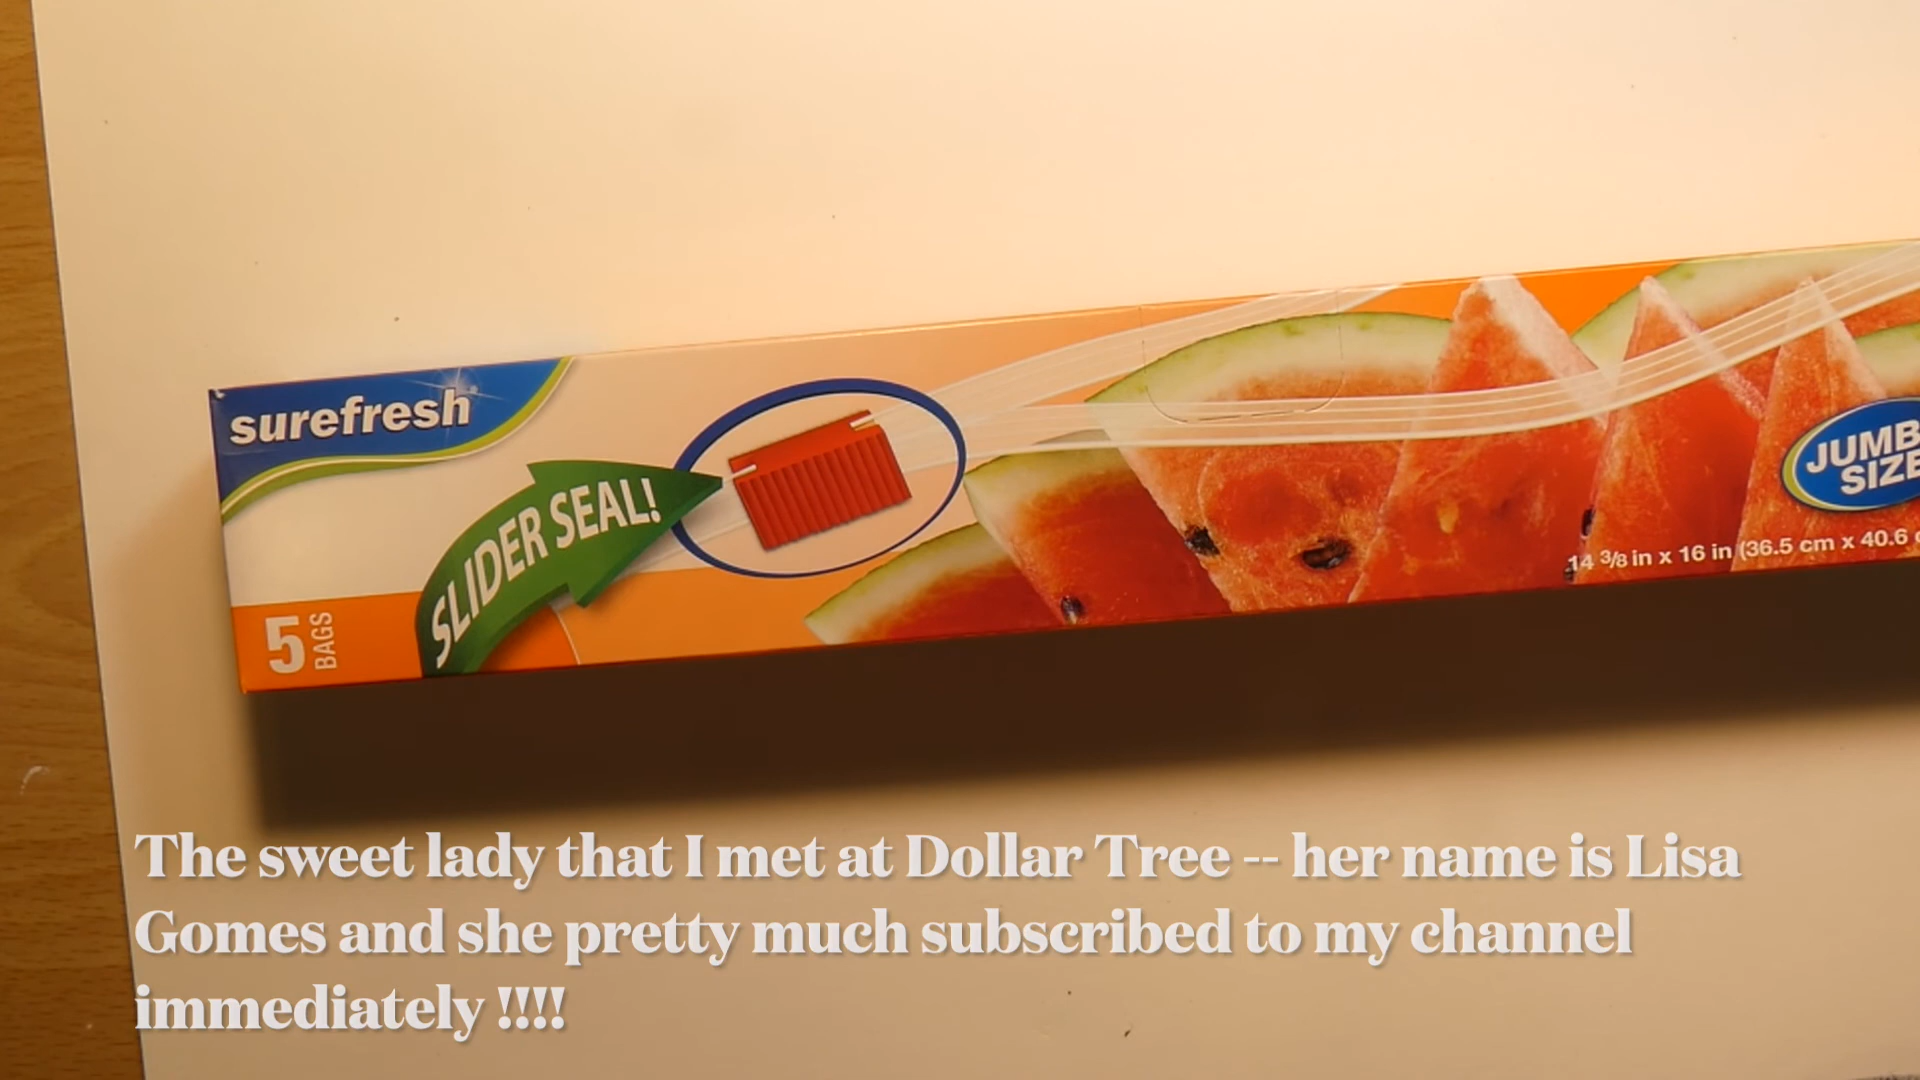 surefresh
SLIDER SEAL!
5
BAGS
SIZE
14 3/8 in x 16 in (36.5 cm x 40.6
The sweet lady that I met at Dollar Tree -- her name is Lisa
Gomes and she pretty much subscribed to my channel
immediately !!!!